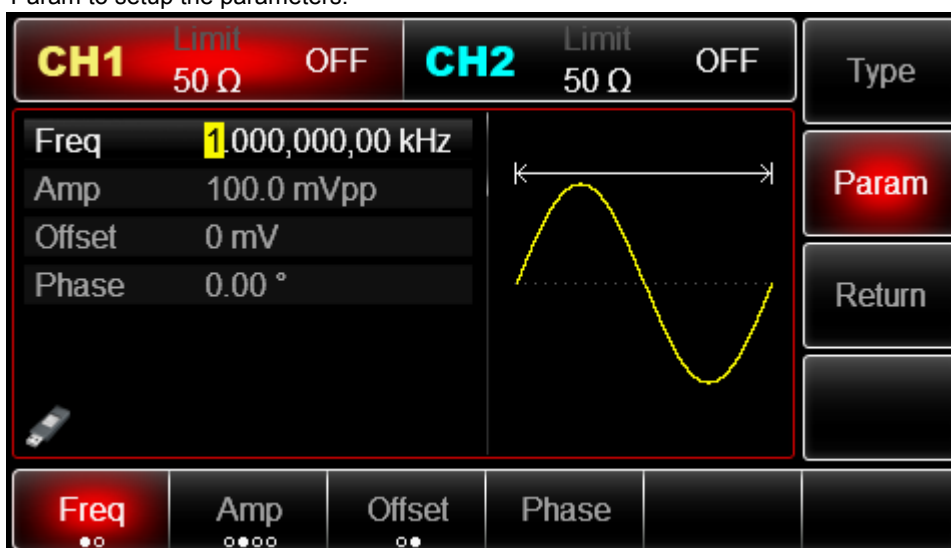 Param to setup the parameters.
CH1 Limit 50 Ω OFF CH2 Limit 50 Ω OFF
Type
Freq 1.000,000,00 kHz
Amp 100.0 mVpp
Offset 0 mV
Phase 0.00 °
Param
Return
Freq Amp Offset Phase